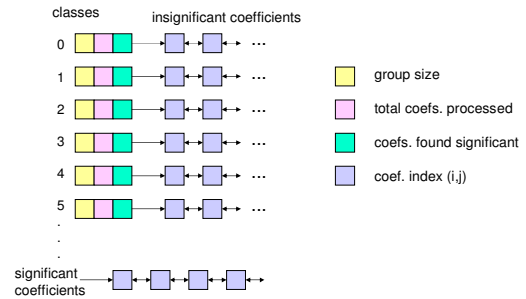 classes
insignificant coefficients
0 ...
1 ...
2 ...
3 ...
4 ...
5 ...
.
.
.
significant
coefficients
group size
total coefs. processed
coefs. found significant
coef. index (i,j)